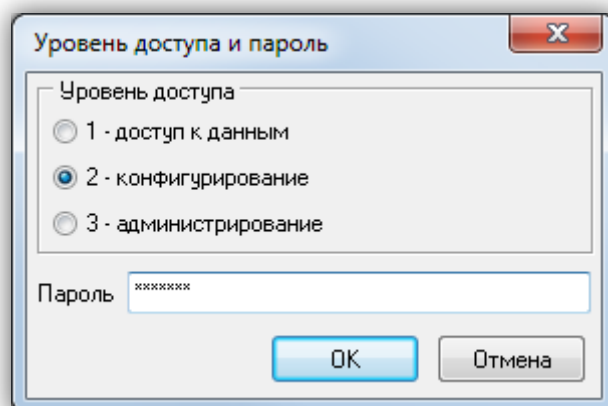 Уровень доступа и пароль
Уровень доступа
1 - доступ к данным
2 - конфигурирование
3 - администрирование
Пароль *******
OK Отмена